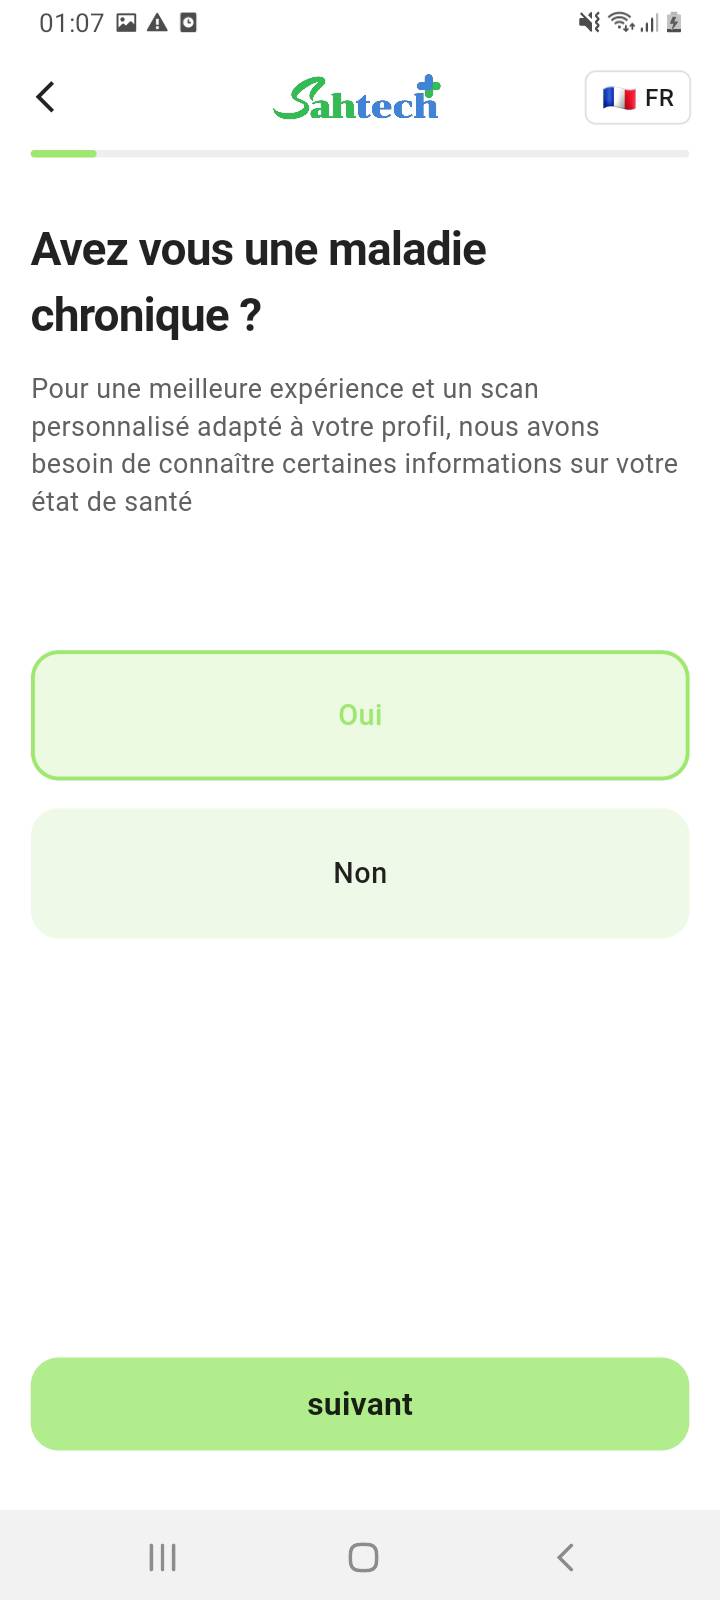 01:07
Sahtech
FR
Avez vous une maladie
chronique ?
Pour une meilleure expérience et un scan
personnalisé adapté à votre profil, nous avons
besoin de connaître certaines informations sur votre
état de santé
Oui
Non
suivant